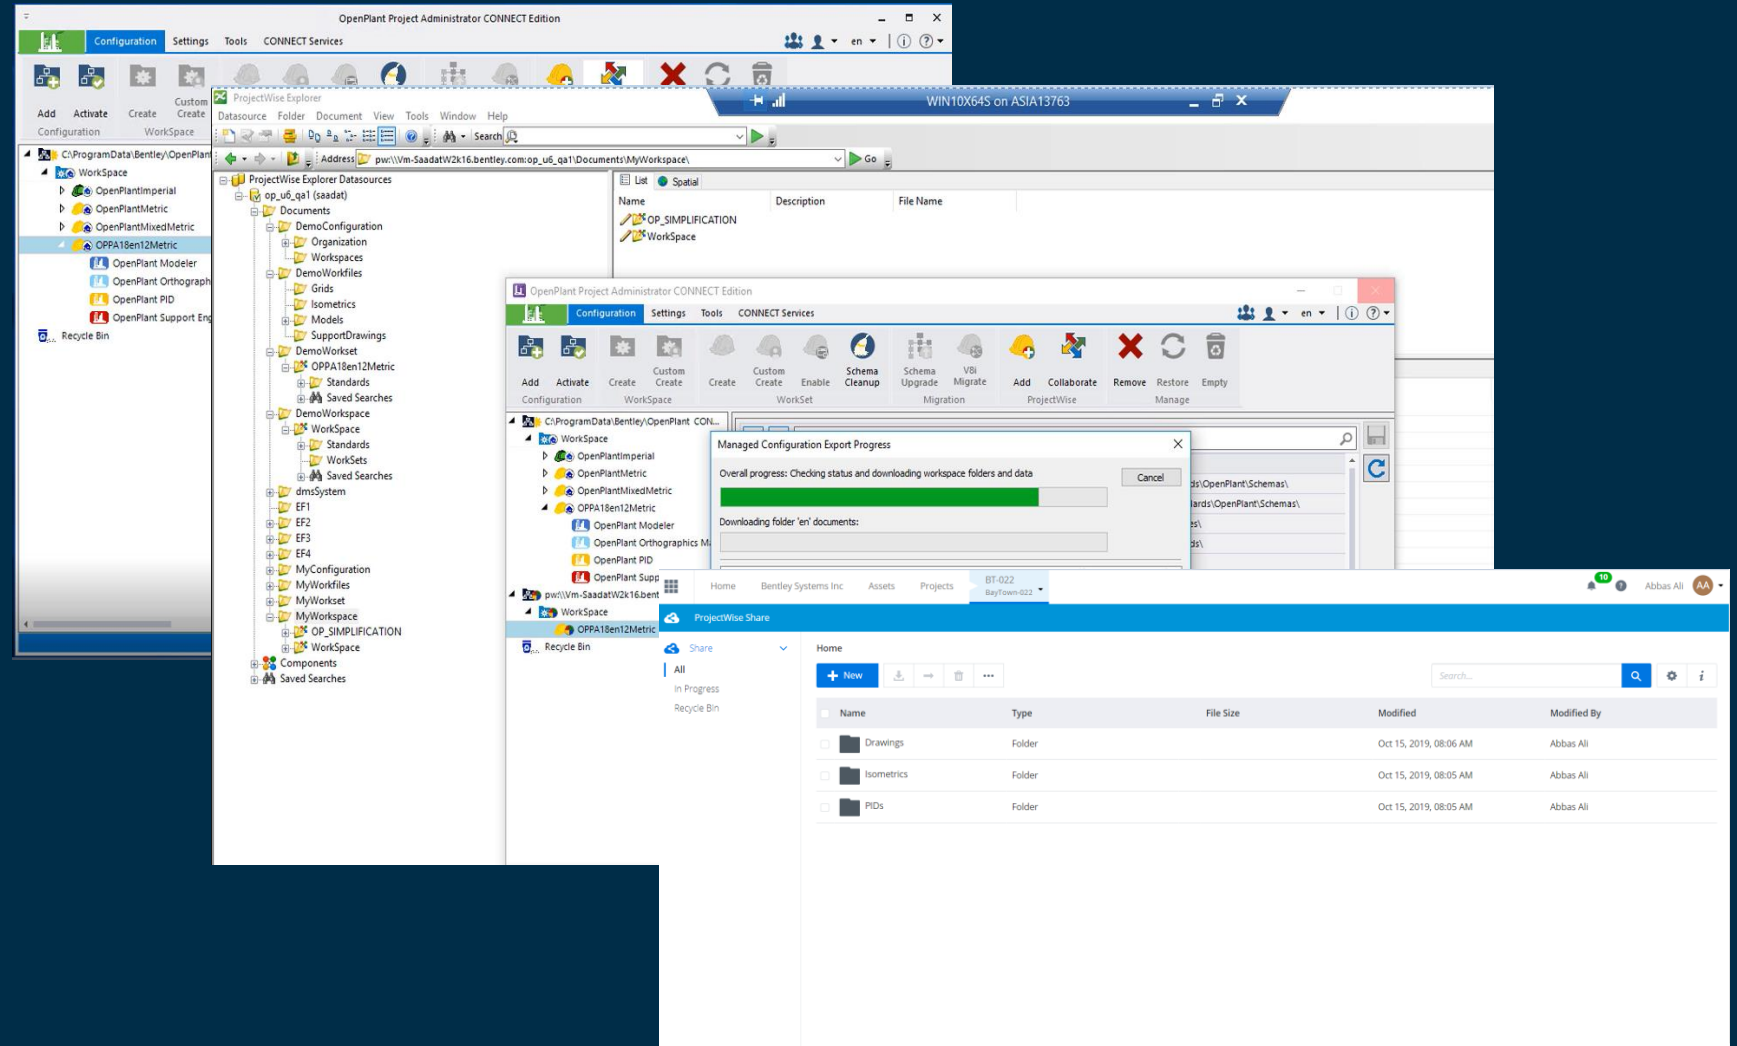 OpenPlant Project Administrator CONNECT Edition
Configuration Settings Tools CONNECT Services
en
Add Activate Create Custom Create
Configuration WorkSpace
C:\ProgramData\Bentley\OpenPlant
WorkSpace
OpenPlantImperial
OpenPlantMetric
OpenPlantMixedMetric
OPPA18en12Metric
OpenPlant Modeler
OpenPlant Orthograph
OpenPlant PID
OpenPlant Support Eng
Recycle Bin
ProjectWise Explorer
WIN10X64S on ASIA13763
Datasource Folder Document View Tools Window Help
Search
Address pw:\\Vm-SaadatW2k16.bentley.com:op_u6_qa1\Documents\MyWorkspace\ Go
ProjectWise Explorer Datasources
op_u6_qa1 (saadat)
Documents
DemoConfiguration
Organization
Workspaces
DemoWorkfiles
Grids
Isometrics
Models
SupportDrawings
DemoWorkset
OPPA18en12Metric
Standards
Saved Searches
DemoWorkspace
WorkSpace
Standards
WorkSets
Saved Searches
dmsSystem
EF1
EF2
EF3
EF4
MyConfiguration
MyWorkfiles
MyWorkset
MyWorkspace
OP_SIMPLIFICATION
WorkSpace
Components
Saved Searches
List Spatial
Name Description File Name
OP_SIMPLIFICATION
WorkSpace
OpenPlant Project Administrator CONNECT Edition
Configuration Settings Tools CONNECT Services
en
Add Activate Create Custom Create Create Custom Create Enable Schema Cleanup Schema Upgrade V8i Migrate Add Collaborate Remove Restore Empty
Configuration WorkSpace WorkSet Migration ProjectWise Manage
C:\ProgramData\Bentley\OpenPlant CON...
WorkSpace
OpenPlantImperial
OpenPlantMetric
OpenPlantMixedMetric
OPPA18en12Metric
OpenPlant Modeler
OpenPlant Orthographics Ma
OpenPlant PID
OpenPlant Supp
pw:\\Vm-Saadatw2k16.bent
WorkSpace
OPPA18en12Metric
Recycle Bin
Managed Configuration Export Progress
Overall progress: Checking status and downloading workspace folders and data
Cancel
Downloading folder 'en' documents:
ds\OpenPlant\Schemas\
ards\OpenPlant\Schemas\
es\
ds\
Home Bentley Systems Inc Assets Projects BT-022
BayTown-022
10
Abbas Ali AA
ProjectWise Share
Share
All
In Progress
Recycle Bin
Home
New
Search...
Name Type File Size Modified Modified By
Drawings Folder Oct 15, 2019, 08:06 AM Abbas Ali
Isometrics Folder Oct 15, 2019, 08:05 AM Abbas Ali
PIDs Folder Oct 15, 2019, 08:05 AM Abbas Ali